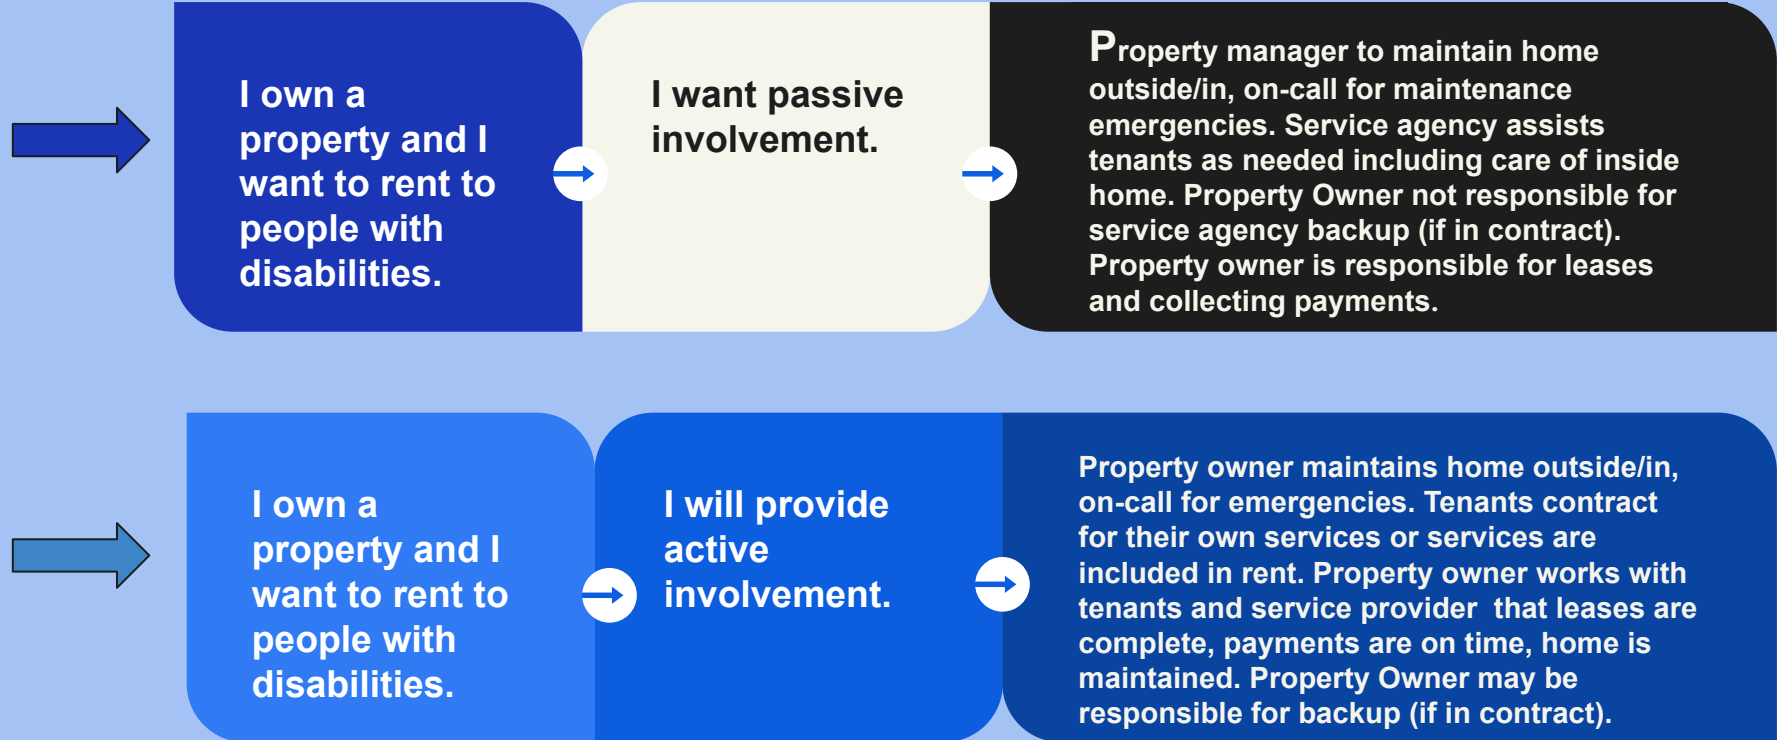 I own a
property and I
want to rent to
people with
disabilities.
I want passive
involvement.
Property manager to maintain home
outside/in, on-call for maintenance
emergencies. Service agency assists
tenants as needed including care of inside
home. Property Owner not responsible for
service agency backup (if in contract).
Property owner is responsible for leases
and collecting payments.
I own a
property and I
want to rent to
people with
disabilities.
I will provide
active
involvement.
Property owner maintains home outside/in,
on-call for emergencies. Tenants contract
for their own services or services are
included in rent. Property owner works with
tenants and service provider  that leases are
complete, payments are on time, home is
maintained. Property Owner may be
responsible for backup (if in contract).